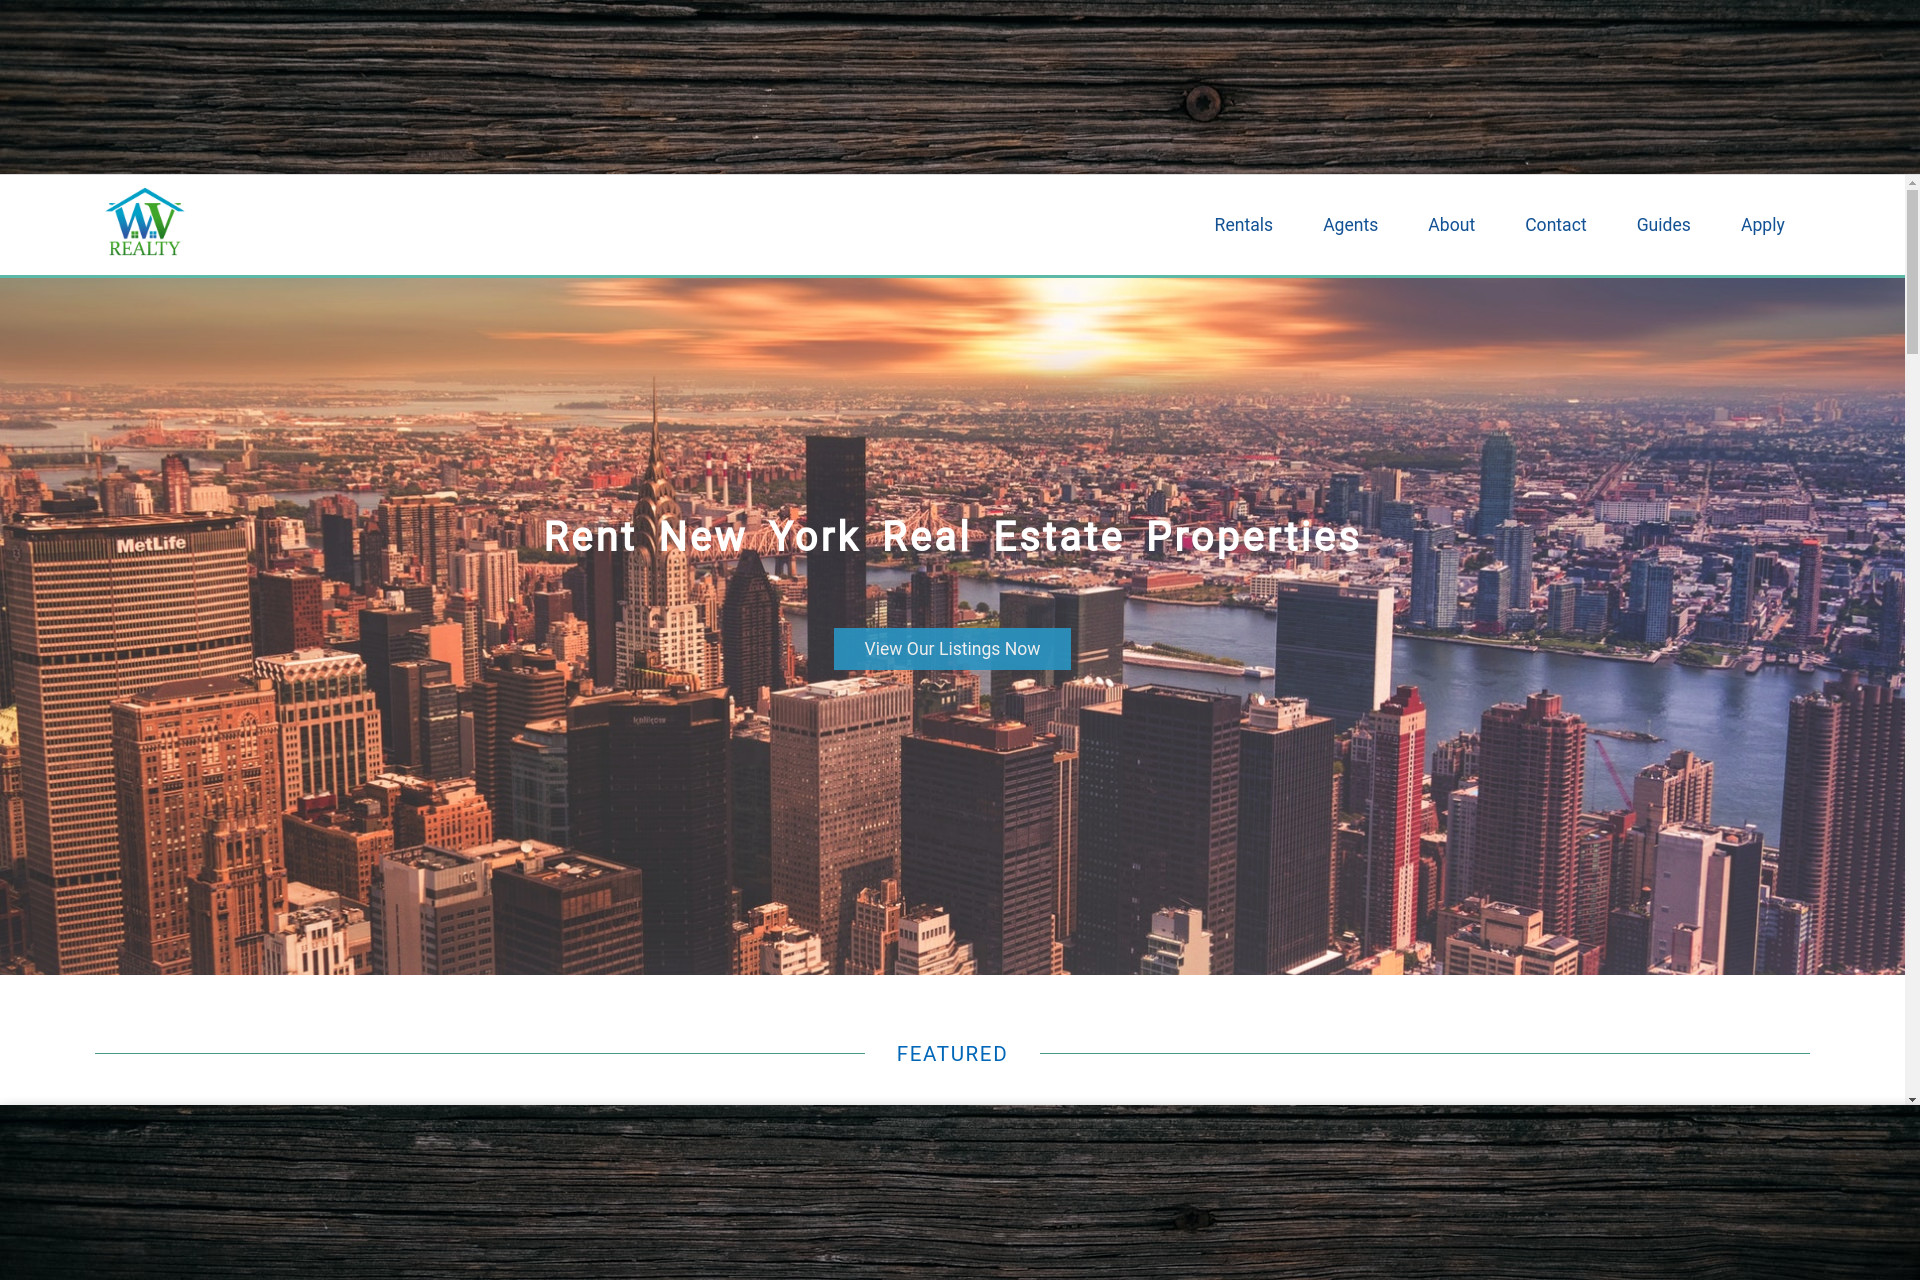 WV
REALTY
Rentals
Agents
About
Contact
Guides
Apply
MetLife
Rent New York Real Estate Properties
View Our Listings Now
FEATURED